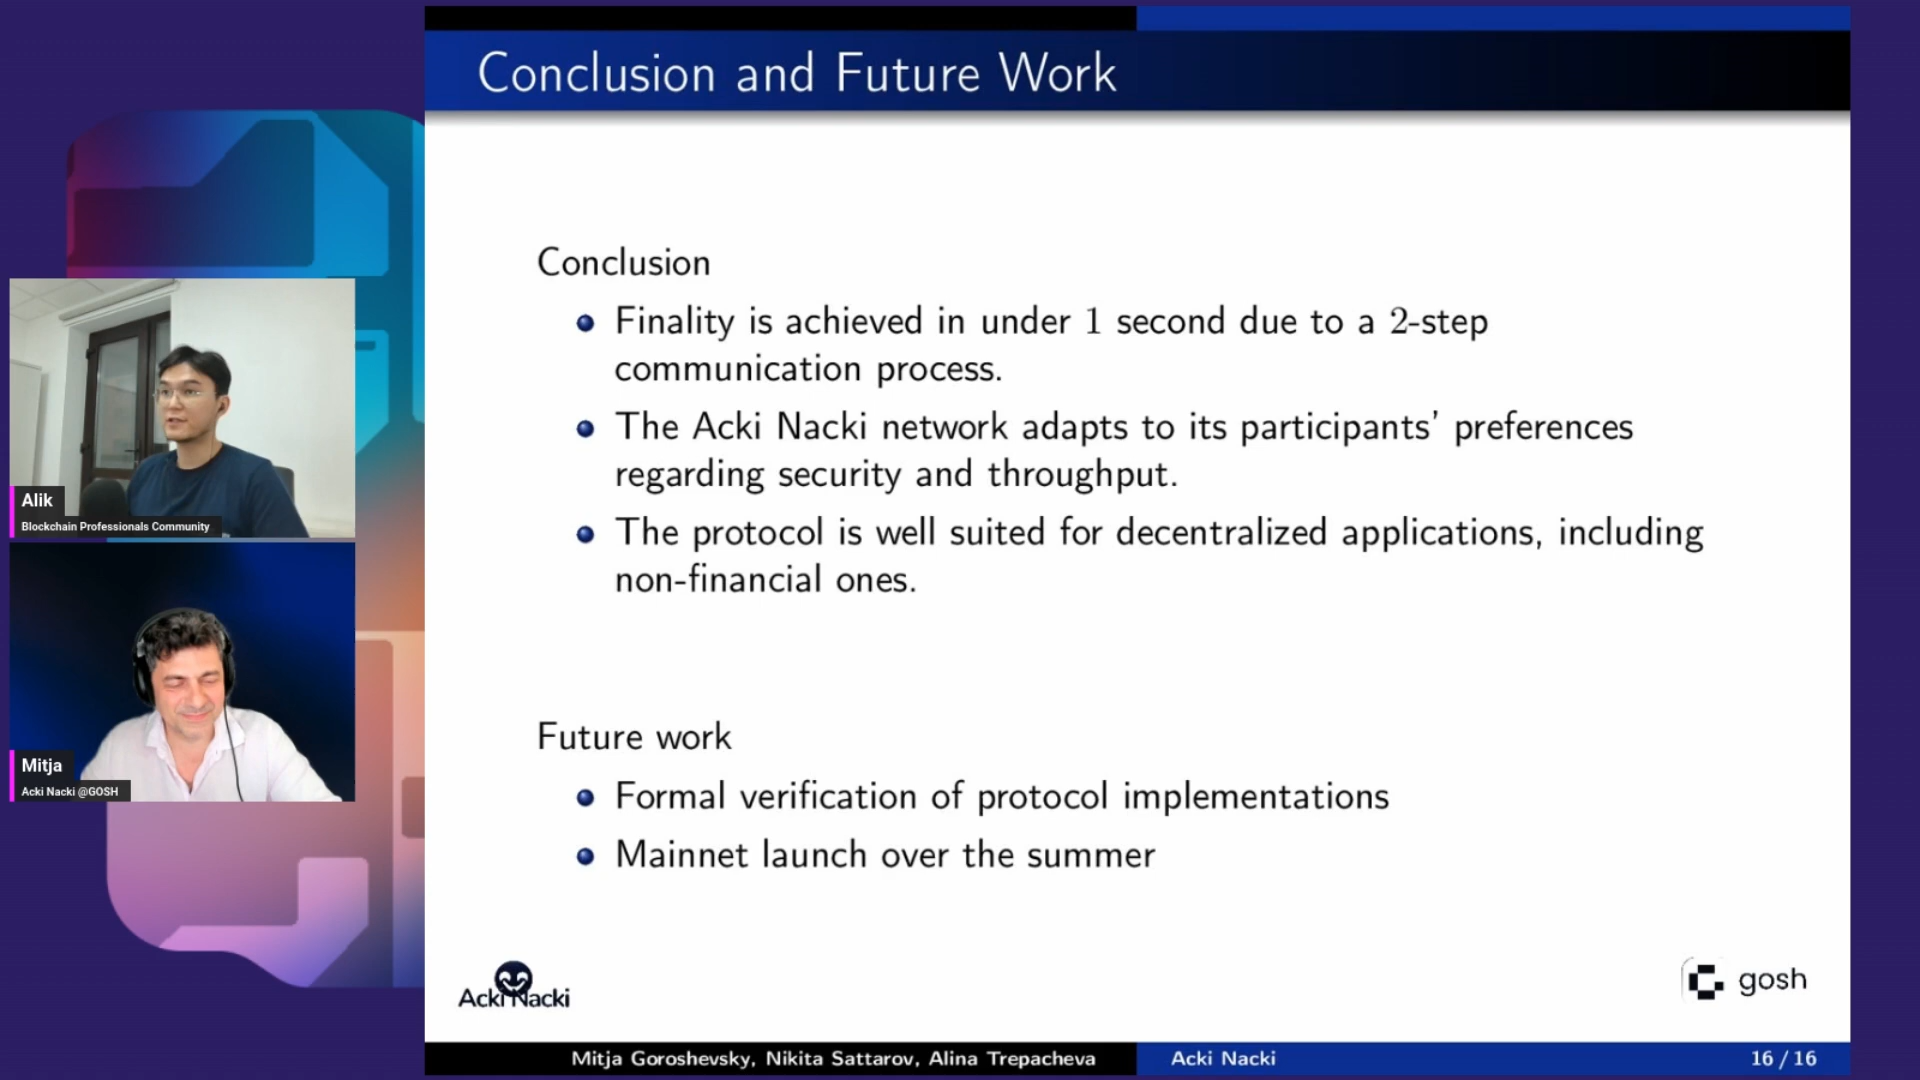 Conclusion and Future Work
Conclusion
Finality is achieved in under 1 second due to a 2-step
communication process.
The Acki Nacki network adapts to its participants' preferences
regarding security and throughput.
The protocol is well suited for decentralized applications, including
non-financial ones.
Future work
Formal verification of protocol implementations
Mainnet launch over the summer
Acki Nacki
gosh
Mitja Goroshevsky, Nikita Sattarov, Alina Trepacheva
Acki Nacki
16 / 16
Alik
Blockchain Professionals Community
Mitja
Acki Nacki @GOSH